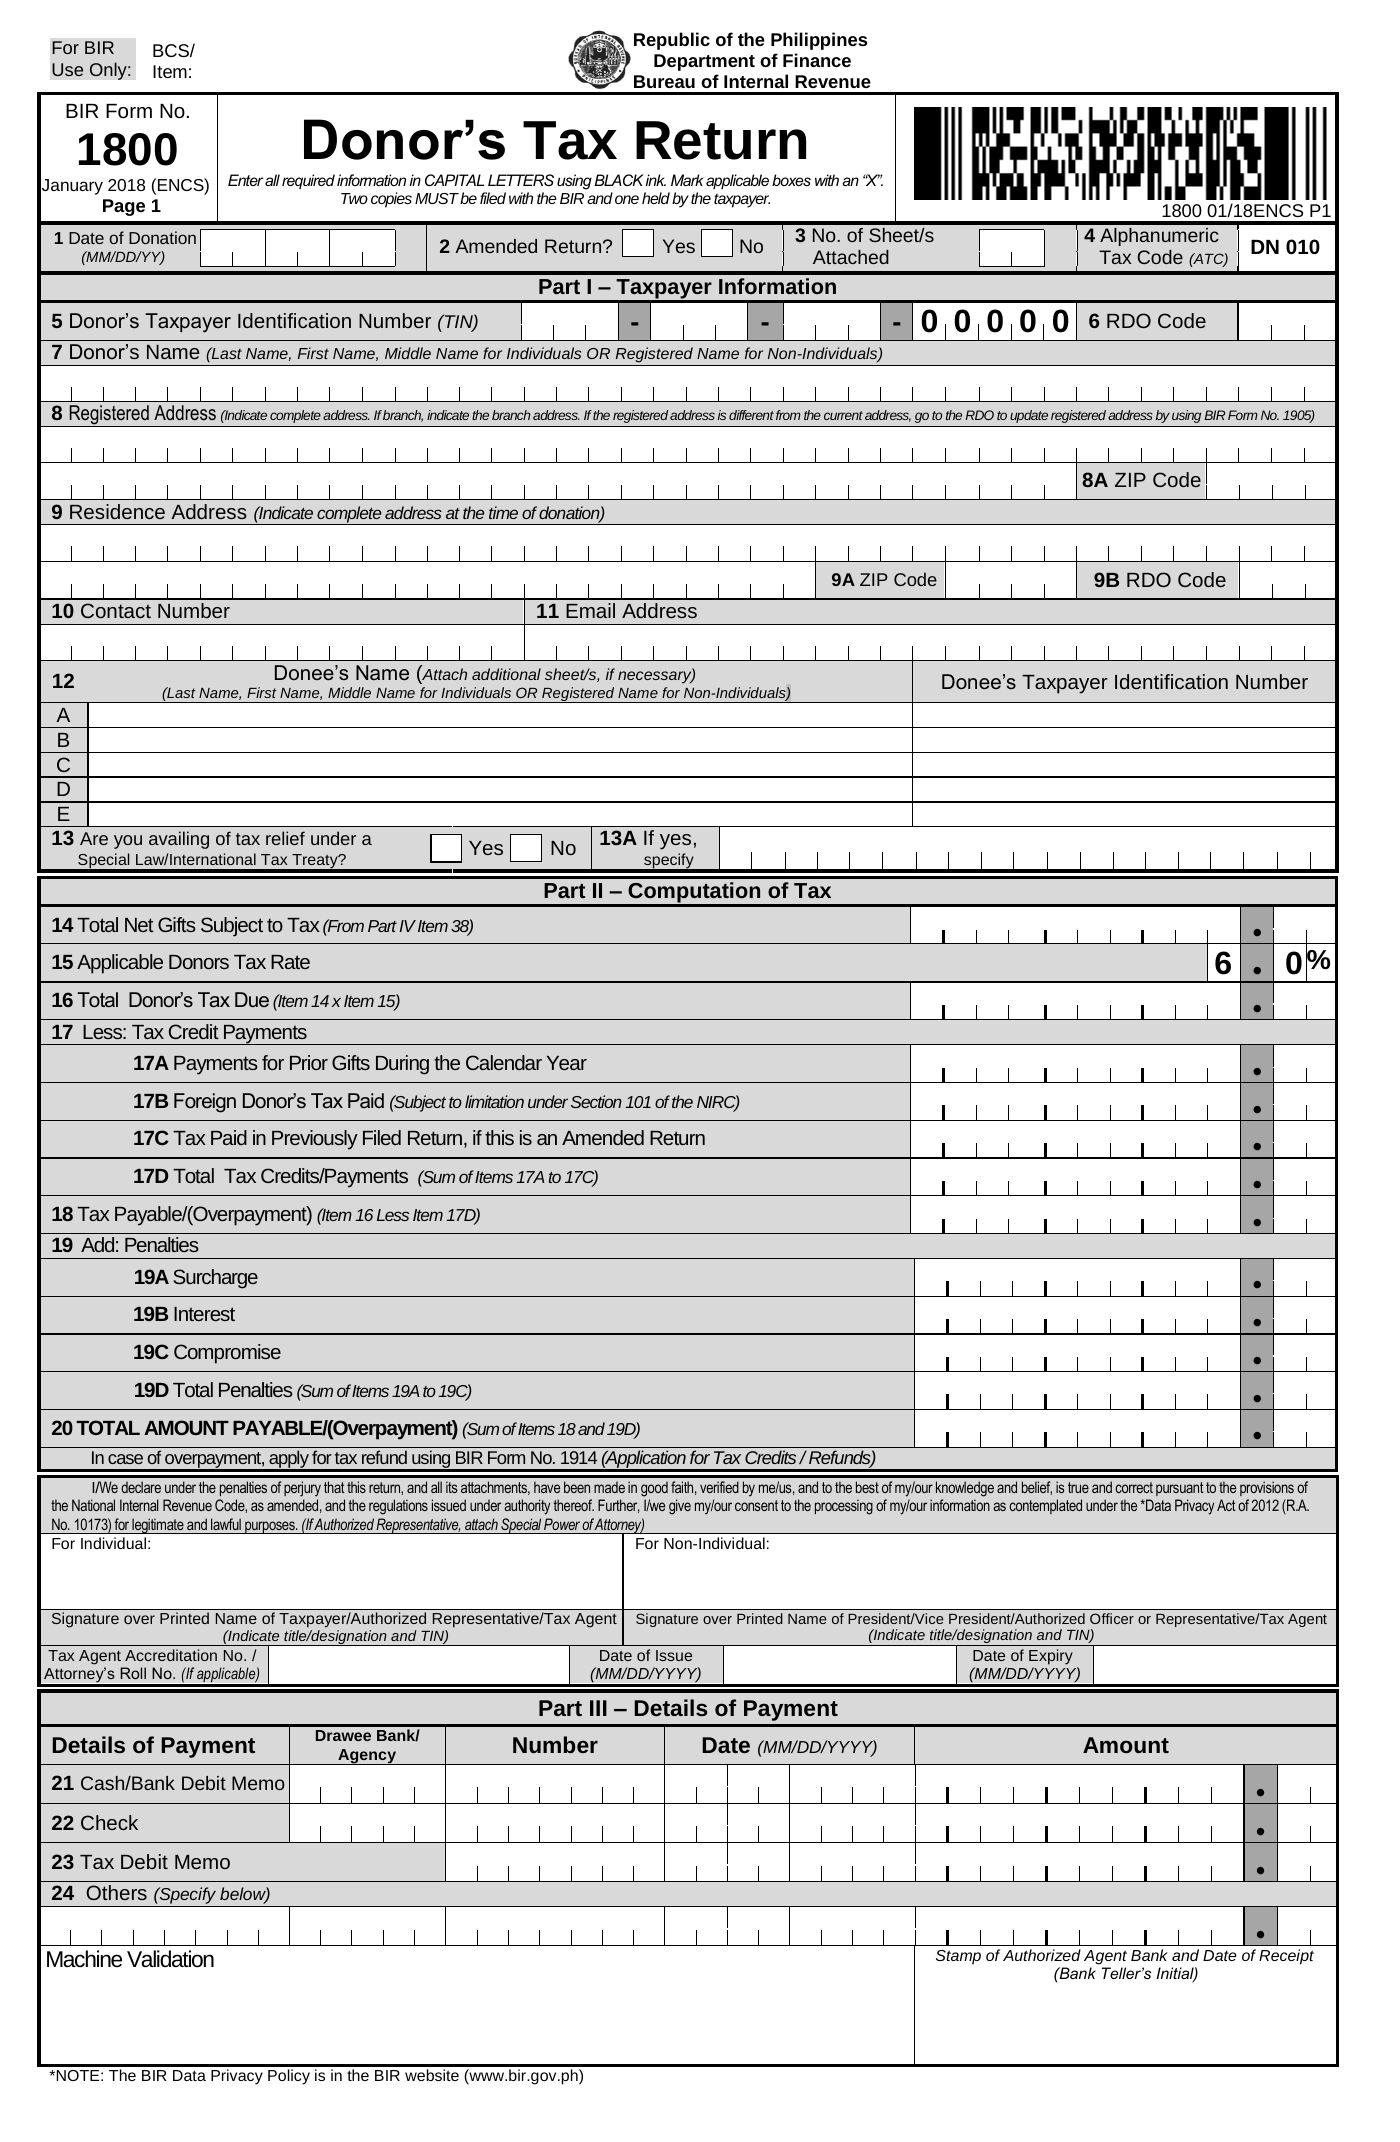 For BIR
Use Only:
BCS/
Item:
Republic of the Philippines
Department of Finance
Bureau of Internal Revenue
BIR Form No.
1800
January 2018 (ENCS)
Page 1
Donor’s Tax Return
Enter all required information in CAPITAL LETTERS using BLACK ink. Mark applicable boxes with an “X”.
Two copies MUST be filed with the BIR and one held by the taxpayer.
1800 01/18ENCS P1
1 Date of Donation
(MM/DD/YY)
2 Amended Return? Yes No
3 No. of Sheet/s
Attached
4 Alphanumeric
Tax Code (ATC)
DN 010
Part I – Taxpayer Information
5 Donor’s Taxpayer Identification Number (TIN) - - - 0 0 0 0 0 6 RDO Code
7 Donor’s Name (Last Name, First Name, Middle Name for Individuals OR Registered Name for Non-Individuals)
8 Registered Address (Indicate complete address. If branch, indicate the branch address. If the registered address is different from the current address, go to the RDO to update registered address by using BIR Form No. 1905)
8A ZIP Code
9 Residence Address (Indicate complete address at the time of donation)
9A ZIP Code 9B RDO Code
10 Contact Number 11 Email Address
12 Donee’s Name (Attach additional sheet/s, if necessary)
(Last Name, First Name, Middle Name for Individuals OR Registered Name for Non-Individuals)
Donee’s Taxpayer Identification Number
A
B
C
D
E
13 Are you availing of tax relief under a
Special Law/International Tax Treaty?
Yes No
13A If yes,
specify
Part II – Computation of Tax
14 Total Net Gifts Subject to Tax (From Part IV Item 38) •
15 Applicable Donors Tax Rate 6 • 0 %
16 Total Donor’s Tax Due (Item 14 x Item 15) •
17 Less: Tax Credit Payments
17A Payments for Prior Gifts During the Calendar Year •
17B Foreign Donor’s Tax Paid (Subject to limitation under Section 101 of the NIRC) •
17C Tax Paid in Previously Filed Return, if this is an Amended Return •
17D Total Tax Credits/Payments (Sum of Items 17A to 17C) •
18 Tax Payable/(Overpayment) (Item 16 Less Item 17D) •
19 Add: Penalties
19A Surcharge •
19B Interest •
19C Compromise •
19D Total Penalties (Sum of Items 19A to 19C) •
20 TOTAL AMOUNT PAYABLE/(Overpayment) (Sum of Items 18 and 19D) •
In case of overpayment, apply for tax refund using BIR Form No. 1914 (Application for Tax Credits / Refunds)
I/We declare under the penalties of perjury that this return, and all its attachments, have been made in good faith, verified by me/us, and to the best of my/our knowledge and belief, is true and correct pursuant to the provisions of
the National Internal Revenue Code, as amended, and the regulations issued under authority thereof. Further, I/we give my/our consent to the processing of my/our information as contemplated under the *Data Privacy Act of 2012 (R.A.
No. 10173) for legitimate and lawful purposes. (If Authorized Representative, attach Special Power of Attorney)
For Individual:
For Non-Individual:
Signature over Printed Name of Taxpayer/Authorized Representative/Tax Agent
(Indicate title/designation and TIN)
Signature over Printed Name of President/Vice President/Authorized Officer or Representative/Tax Agent
(Indicate title/designation and TIN)
Tax Agent Accreditation No. /
Attorney’s Roll No. (If applicable)
Date of Issue
(MM/DD/YYYY)
Date of Expiry
(MM/DD/YYYY)
Part III – Details of Payment
Details of Payment
Drawee Bank/
Agency
Number
Date (MM/DD/YYYY)
Amount
21 Cash/Bank Debit Memo •
22 Check •
23 Tax Debit Memo •
24 Others (Specify below)
•
Machine Validation
Stamp of Authorized Agent Bank and Date of Receipt
(Bank Teller’s Initial)
*NOTE: The BIR Data Privacy Policy is in the BIR website (www.bir.gov.ph)